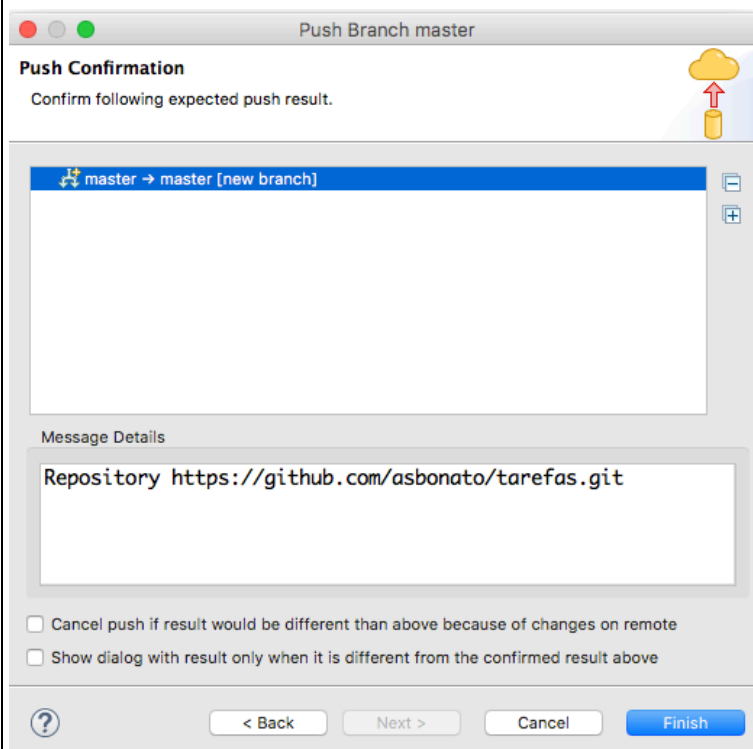 Push Branch master
Push Confirmation
Confirm following expected push result.
master → master [new branch]
Message Details
Repository https://github.com/asbonato/tarefas.git
Cancel push if result would be different than above because of changes on remote
Show dialog with result only when it is different from the confirmed result above
? < Back Next > Cancel Finish